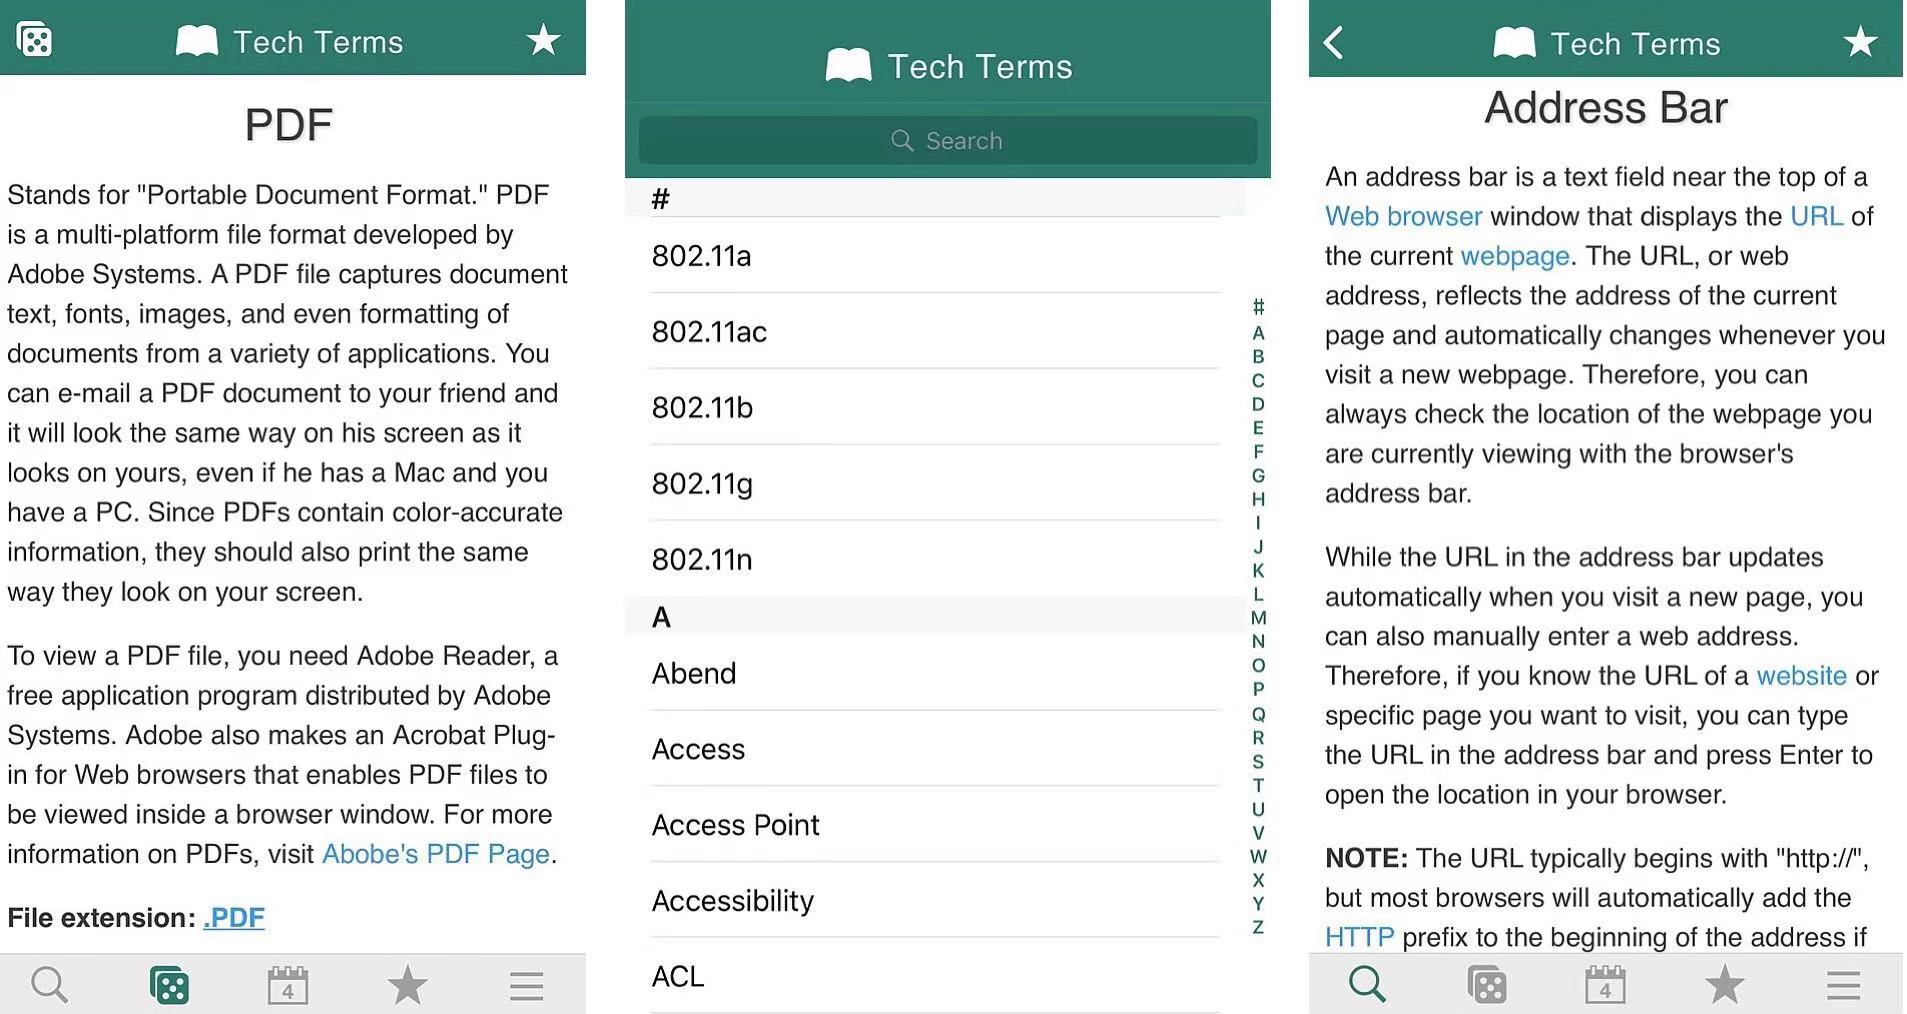 Tech Terms
PDF
Stands for "Portable Document Format." PDF
is a multi-platform file format developed by
Adobe Systems. A PDF file captures document
text, fonts, images, and even formatting of
documents from a variety of applications. You
can e-mail a PDF document to your friend and
it will look the same way on his screen as it
looks on yours, even if he has a Mac and you
have a PC. Since PDFs contain color-accurate
information, they should also print the same
way they look on your screen.
To view a PDF file, you need Adobe Reader, a
free application program distributed by Adobe
Systems. Adobe also makes an Acrobat Plug-
in for Web browsers that enables PDF files to
be viewed inside a browser window. For more
information on PDFs, visit Abobe's PDF Page.
File extension: .PDF
4
Tech Terms
Search
#
802.11a
802.11ac
802.11b
802.11g
802.11n
A
Abend
Access
Access Point
Accessibility
ACL
#
A
B
C
D
E
F
G
H
I
J
K
L
M
N
O
P
Q
R
S
T
U
V
W
X
Y
Z
Tech Terms
Address Bar
An address bar is a text field near the top of a
Web browser window that displays the URL of
the current webpage. The URL, or web
address, reflects the address of the current
page and automatically changes whenever you
visit a new webpage. Therefore, you can
always check the location of the webpage you
are currently viewing with the browser's
address bar.
While the URL in the address bar updates
automatically when you visit a new page, you
can also manually enter a web address.
Therefore, if you know the URL of a website or
specific page you want to visit, you can type
the URL in the address bar and press Enter to
open the location in your browser.
NOTE: The URL typically begins with "http://",
but most browsers will automatically add the
HTTP prefix to the beginning of the address if
4